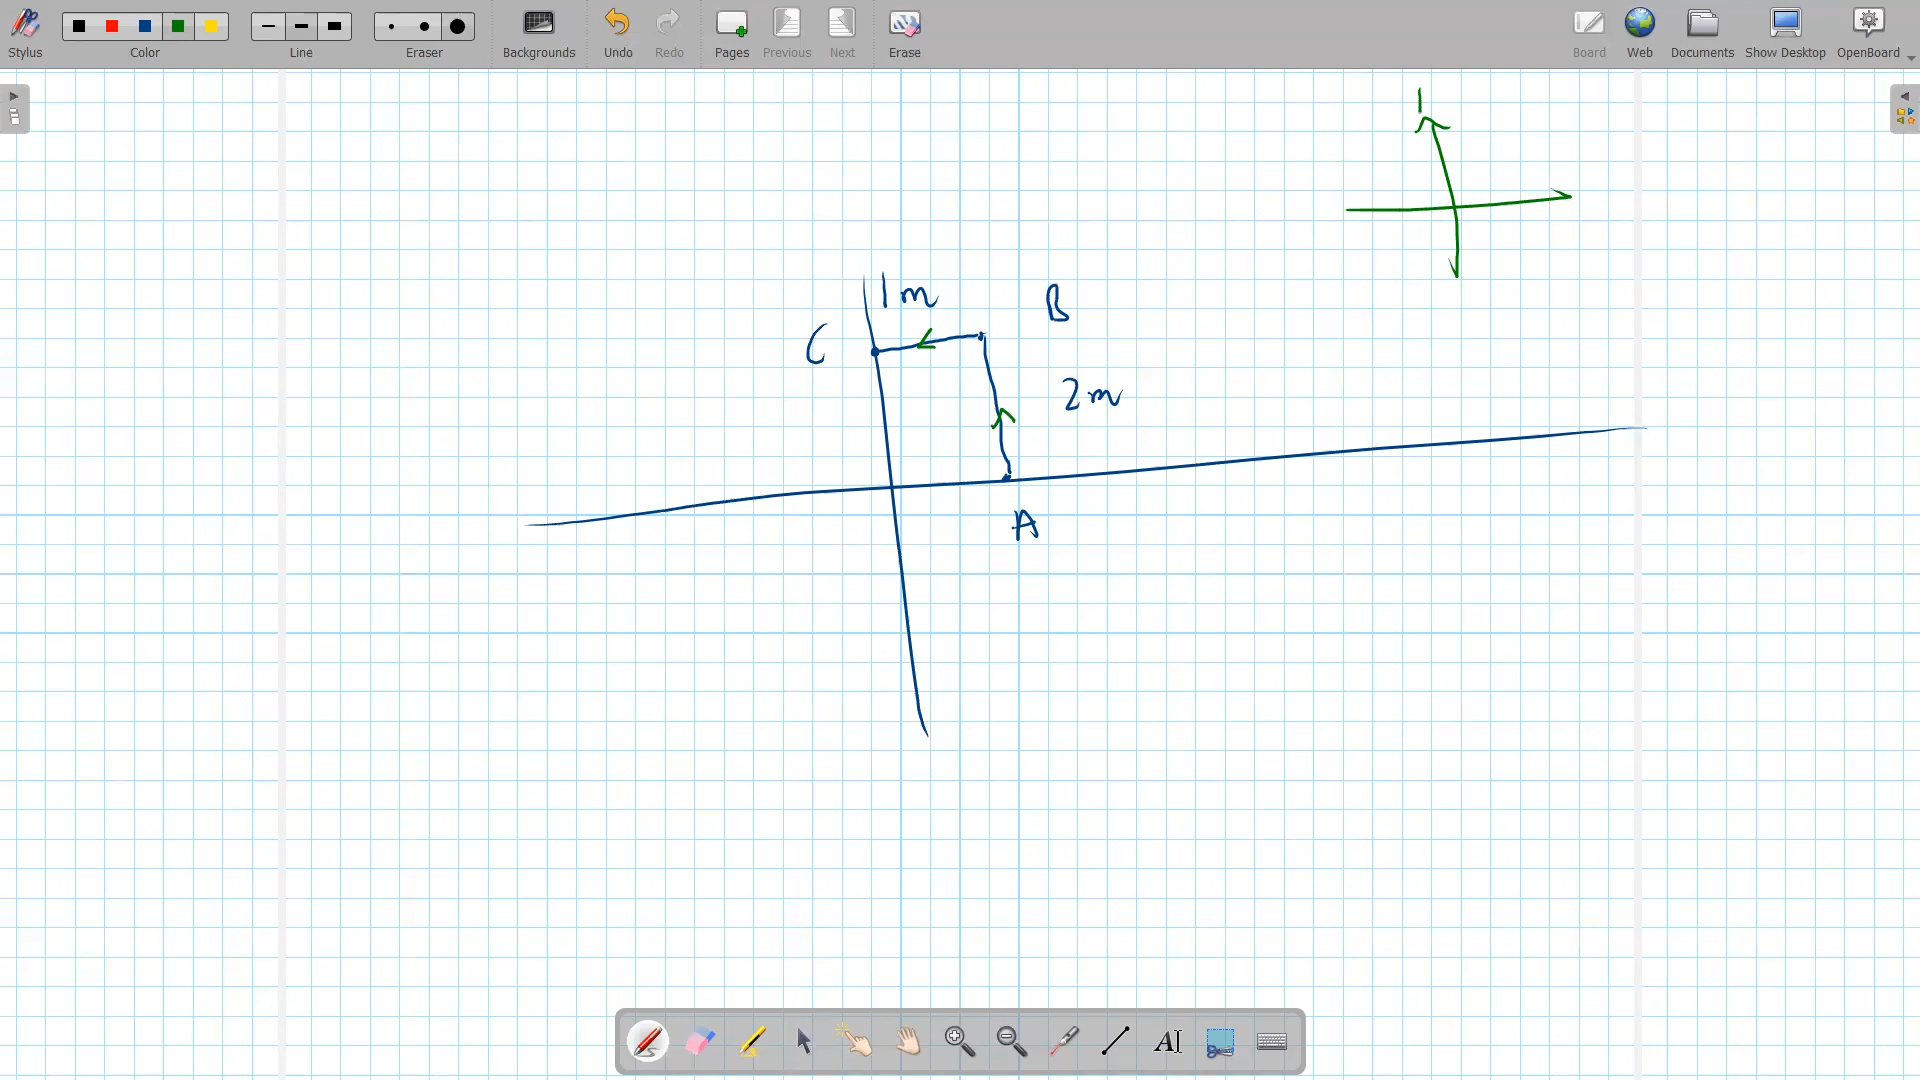 Stylus Color Line Eraser Backgrounds Undo Redo Pages Previous Next Erase Board Web Documents Show Desktop OpenBoard
1m
B
C
2m
A